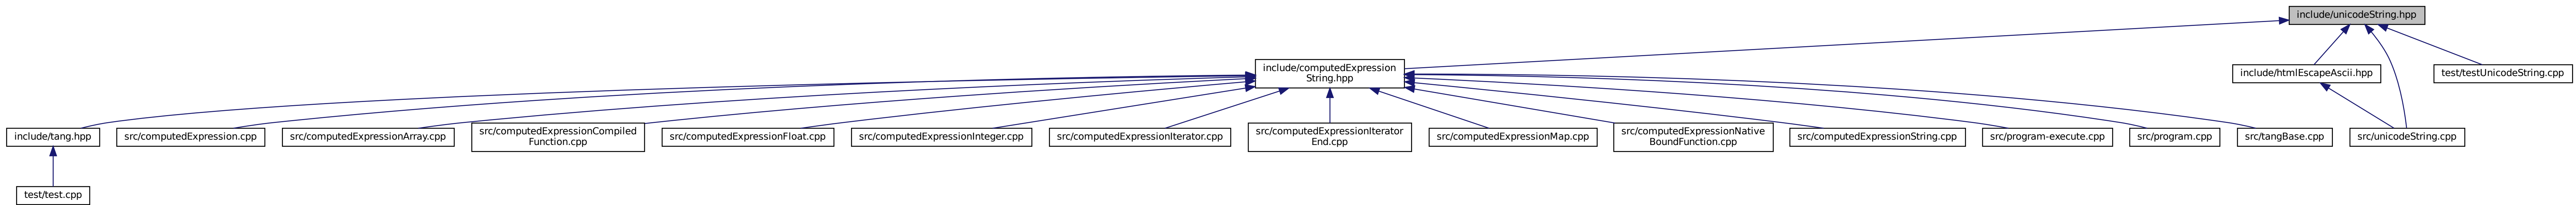 include/unicodeString.hpp
include/computedExpression
String.hpp
include/htmlEscapeAscii.hpp
test/testUnicodeString.cpp
include/tang.hpp
src/computedExpression.cpp
src/computedExpressionArray.cpp
src/computedExpressionCompiled
Function.cpp
src/computedExpressionFloat.cpp
src/computedExpressionInteger.cpp
src/computedExpressionIterator.cpp
src/computedExpressionIterator
End.cpp
src/computedExpressionMap.cpp
src/computedExpressionNative
BoundFunction.cpp
src/computedExpressionString.cpp
src/program-execute.cpp
src/program.cpp
src/tangBase.cpp
src/unicodeString.cpp
test/test.cpp